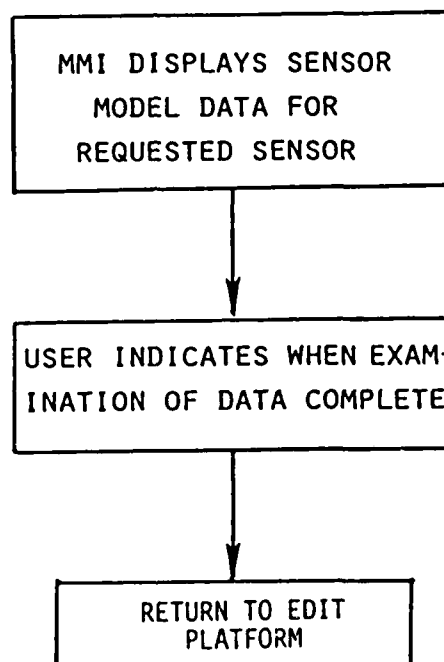 MMI DISPLAYS SENSOR
MODEL DATA FOR
REQUESTED SENSOR
USER INDICATES WHEN EXAM-
INATION OF DATA COMPLETE
RETURN TO EDIT
PLATFORM